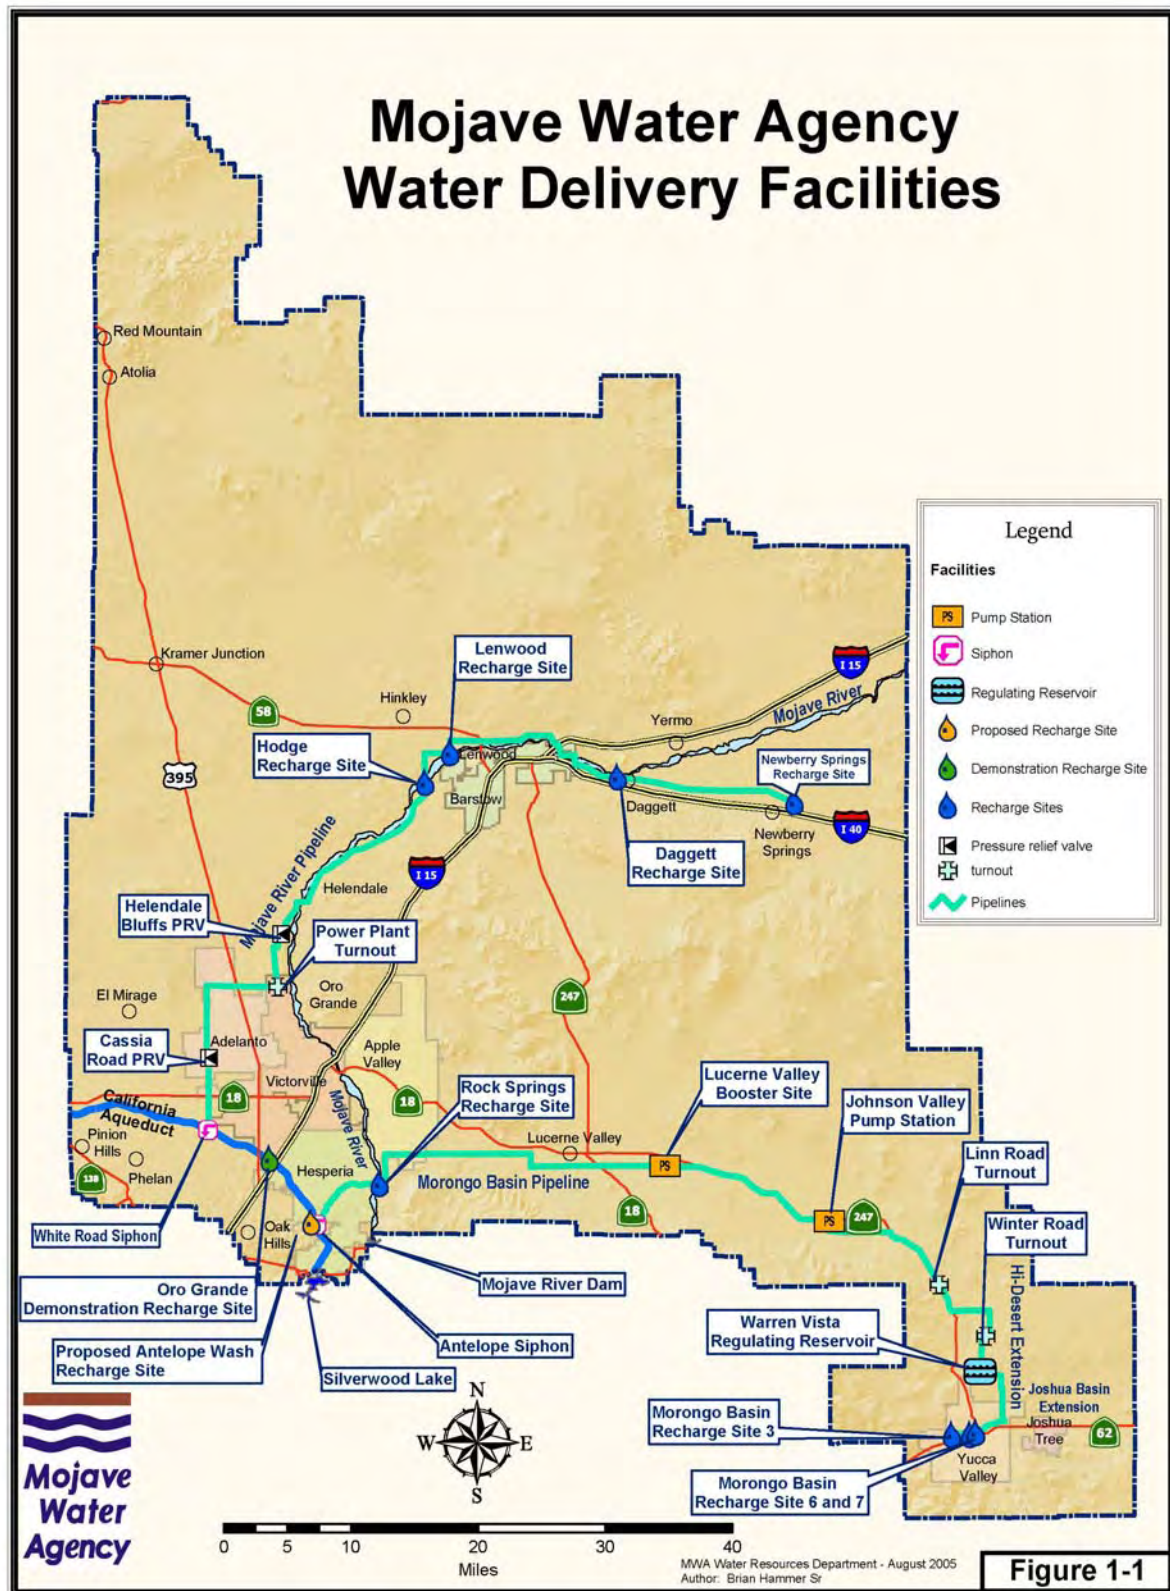 Mojave Water Agency
Water Delivery Facilities
Red Mountain
Atolia
Kramer Junction
395
58
Hinkley
Lenwood
Recharge Site
Hodge
Recharge Site
Lenwood
Barstow
I 15
Mojave River
Yermo
Newberry Springs
Recharge Site
Daggett
Newberry
Springs
I 40
Daggett
Recharge Site
I 15
Mojave River Pipeline
Helendale
Helendale
Bluffs PRV
Power Plant
Turnout
Oro
Grande
El Mirage
247
Cassia
Road PRV
Adelanto
Apple
Valley
Victorville
18
18
Mojave River
Rock Springs
Recharge Site
Lucerne Valley
Booster Site
Johnson Valley
Pump Station
California
Aqueduct
Pinion
Hills
Phelan
138
Lucerne Valley
PS
Linn Road
Turnout
Hesperia
Morongo Basin Pipeline
18
PS
247
Winter Road
Turnout
White Road Siphon
Oak
Hills
Oro Grande
Demonstration Recharge Site
Mojave River Dam
Hi-Desert Extension
Proposed Antelope Wash
Recharge Site
Antelope Siphon
Silverwood Lake
Warren Vista
Regulating Reservoir
Joshua Basin
Extension
Joshua
Tree
62
Morongo Basin
Recharge Site 3
Yucca
Valley
Morongo Basin
Recharge Site 6 and 7
Legend
Facilities
PS Pump Station
Siphon
Regulating Reservoir
Proposed Recharge Site
Demonstration Recharge Site
Recharge Sites
Pressure relief valve
turnout
Pipelines
N
W E
S
Mojave
Water
Agency
0 5 10 20 30 40
Miles
MWA Water Resources Department - August 2005
Author: Brian Hammer Sr
Figure 1-1